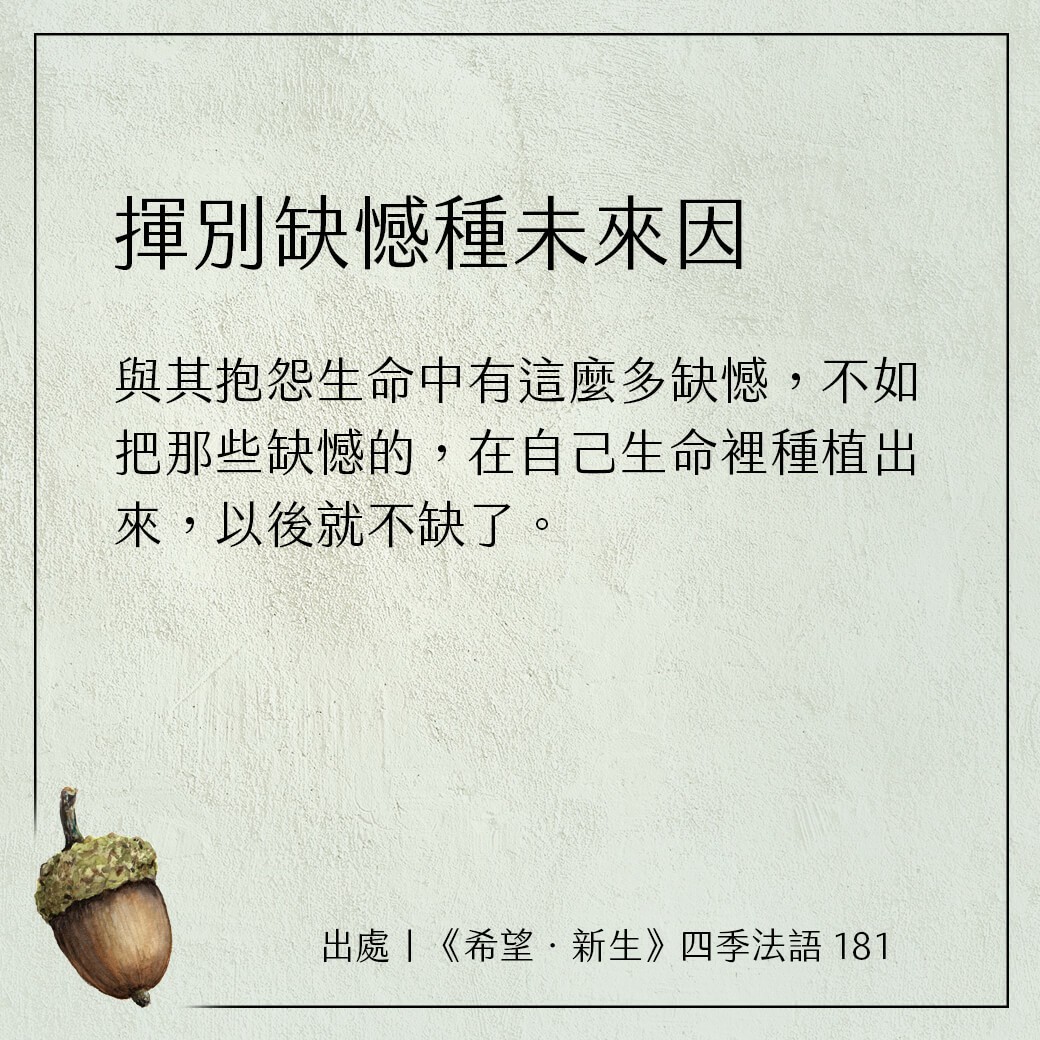 揮別缺憾種未來因
與其抱怨生命中有這麼多缺憾，不如
把那些缺憾的，在自己生命裡種植出
來，以後就不缺了。
出處｜《希望．新生》四季法語 181